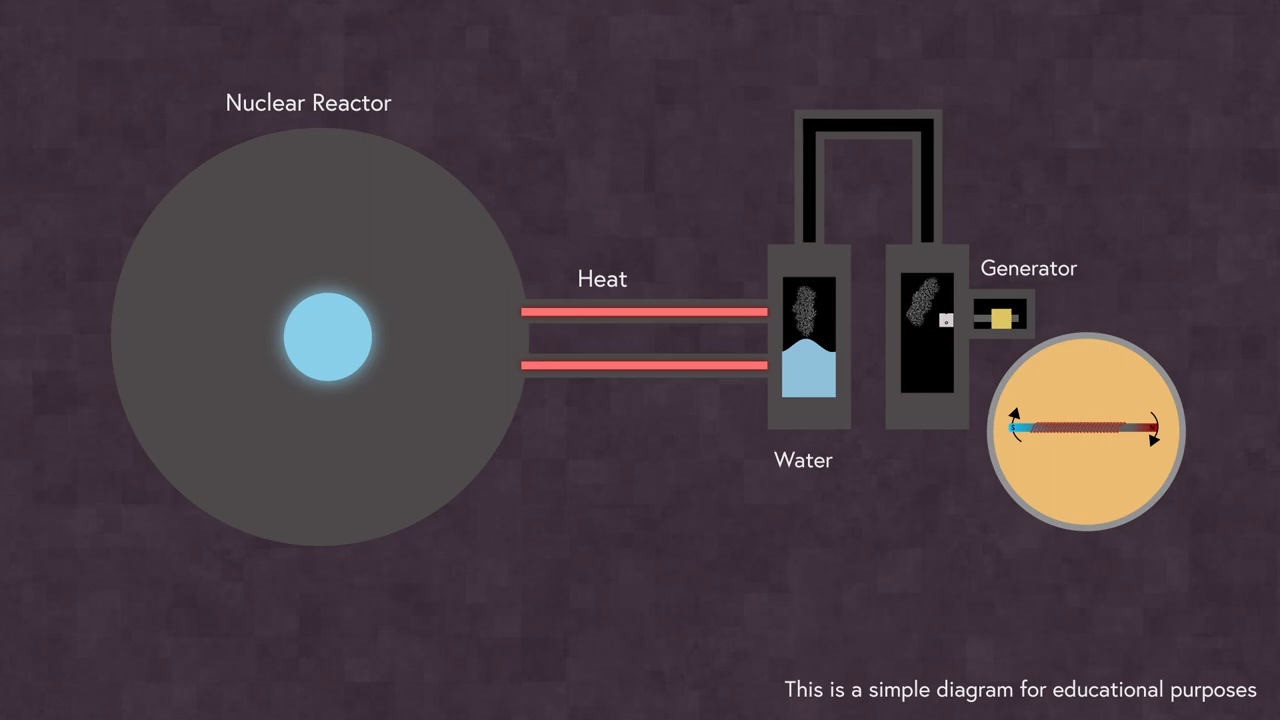 Nuclear Reactor
Heat
Generator
S
N
Water
This is a simple diagram for educational purposes